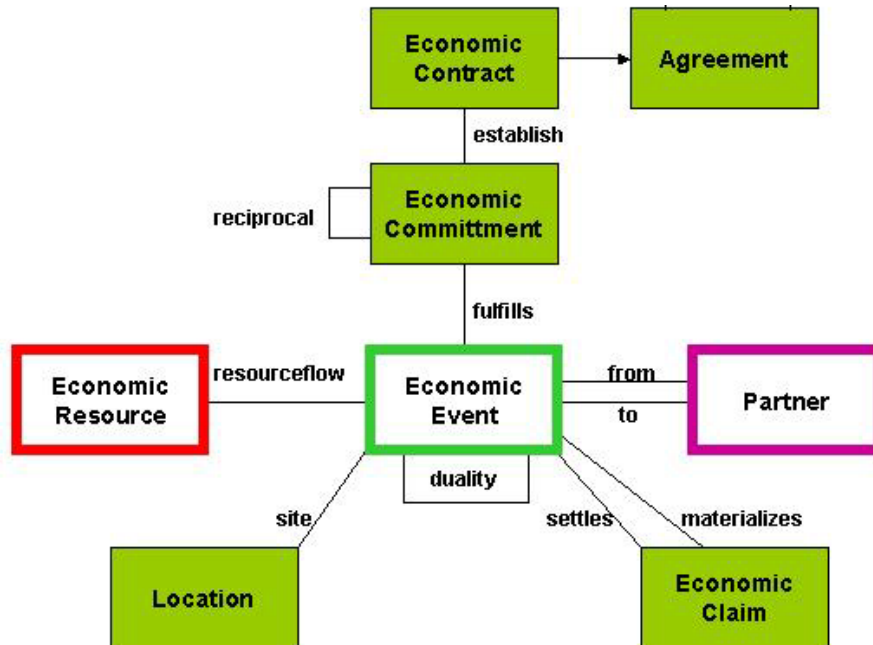 Economic
Contract
Agreement
establish
Economic
Committment
reciprocal
fulfills
Economic
Resource
resourceflow
Economic
Event
from
to
Partner
duality
site
settles
materializes
Location
Economic
Claim